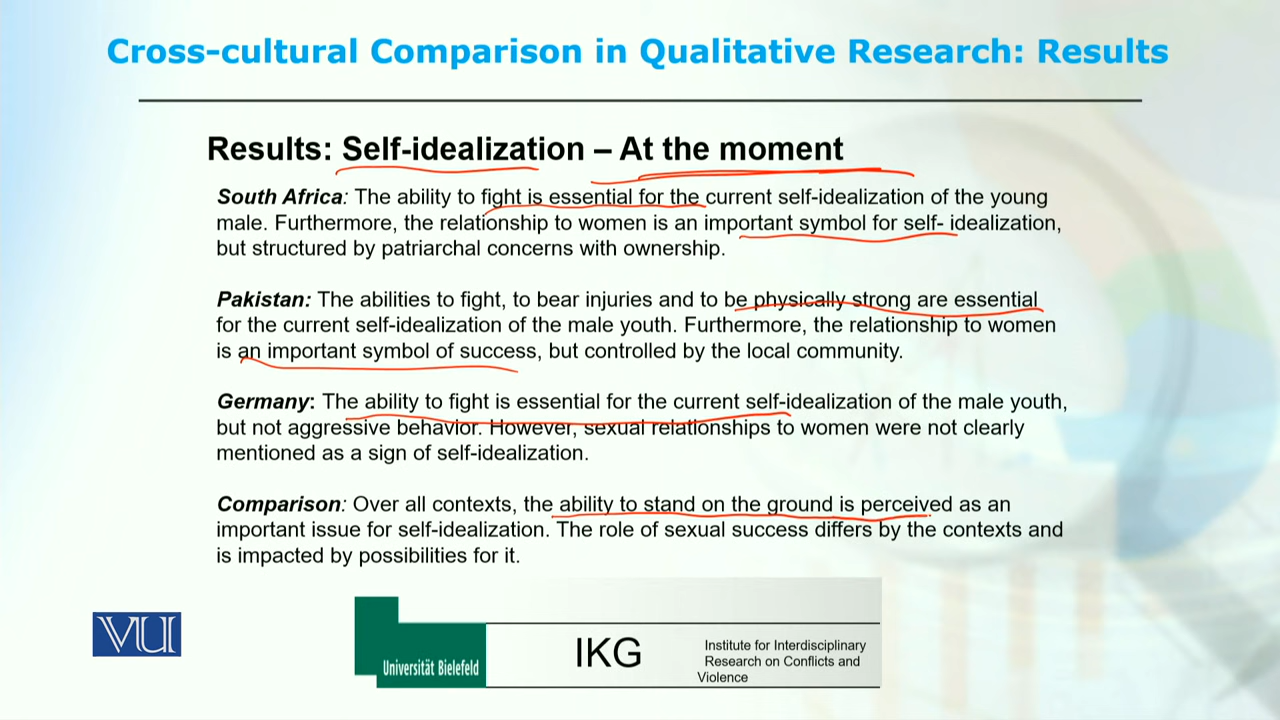 Cross-cultural Comparison in Qualitative Research: Results
Results: Self-idealization – At the moment
South Africa: The ability to fight is essential for the current self-idealization of the young
male. Furthermore, the relationship to women is an important symbol for self- idealization,
but structured by patriarchal concerns with ownership.
Pakistan: The abilities to fight, to bear injuries and to be physically strong are essential
for the current self-idealization of the male youth. Furthermore, the relationship to women
is an important symbol of success, but controlled by the local community.
Germany: The ability to fight is essential for the current self-idealization of the male youth,
but not aggressive behavior. However, sexual relationships to women were not clearly
mentioned as a sign of self-idealization.
Comparison: Over all contexts, the ability to stand on the ground is perceived as an
important issue for self-idealization. The role of sexual success differs by the contexts and
is impacted by possibilities for it.
VU
Universität Bielefeld
IKG
Institute for Interdisciplinary
Research on Conflicts and
Violence